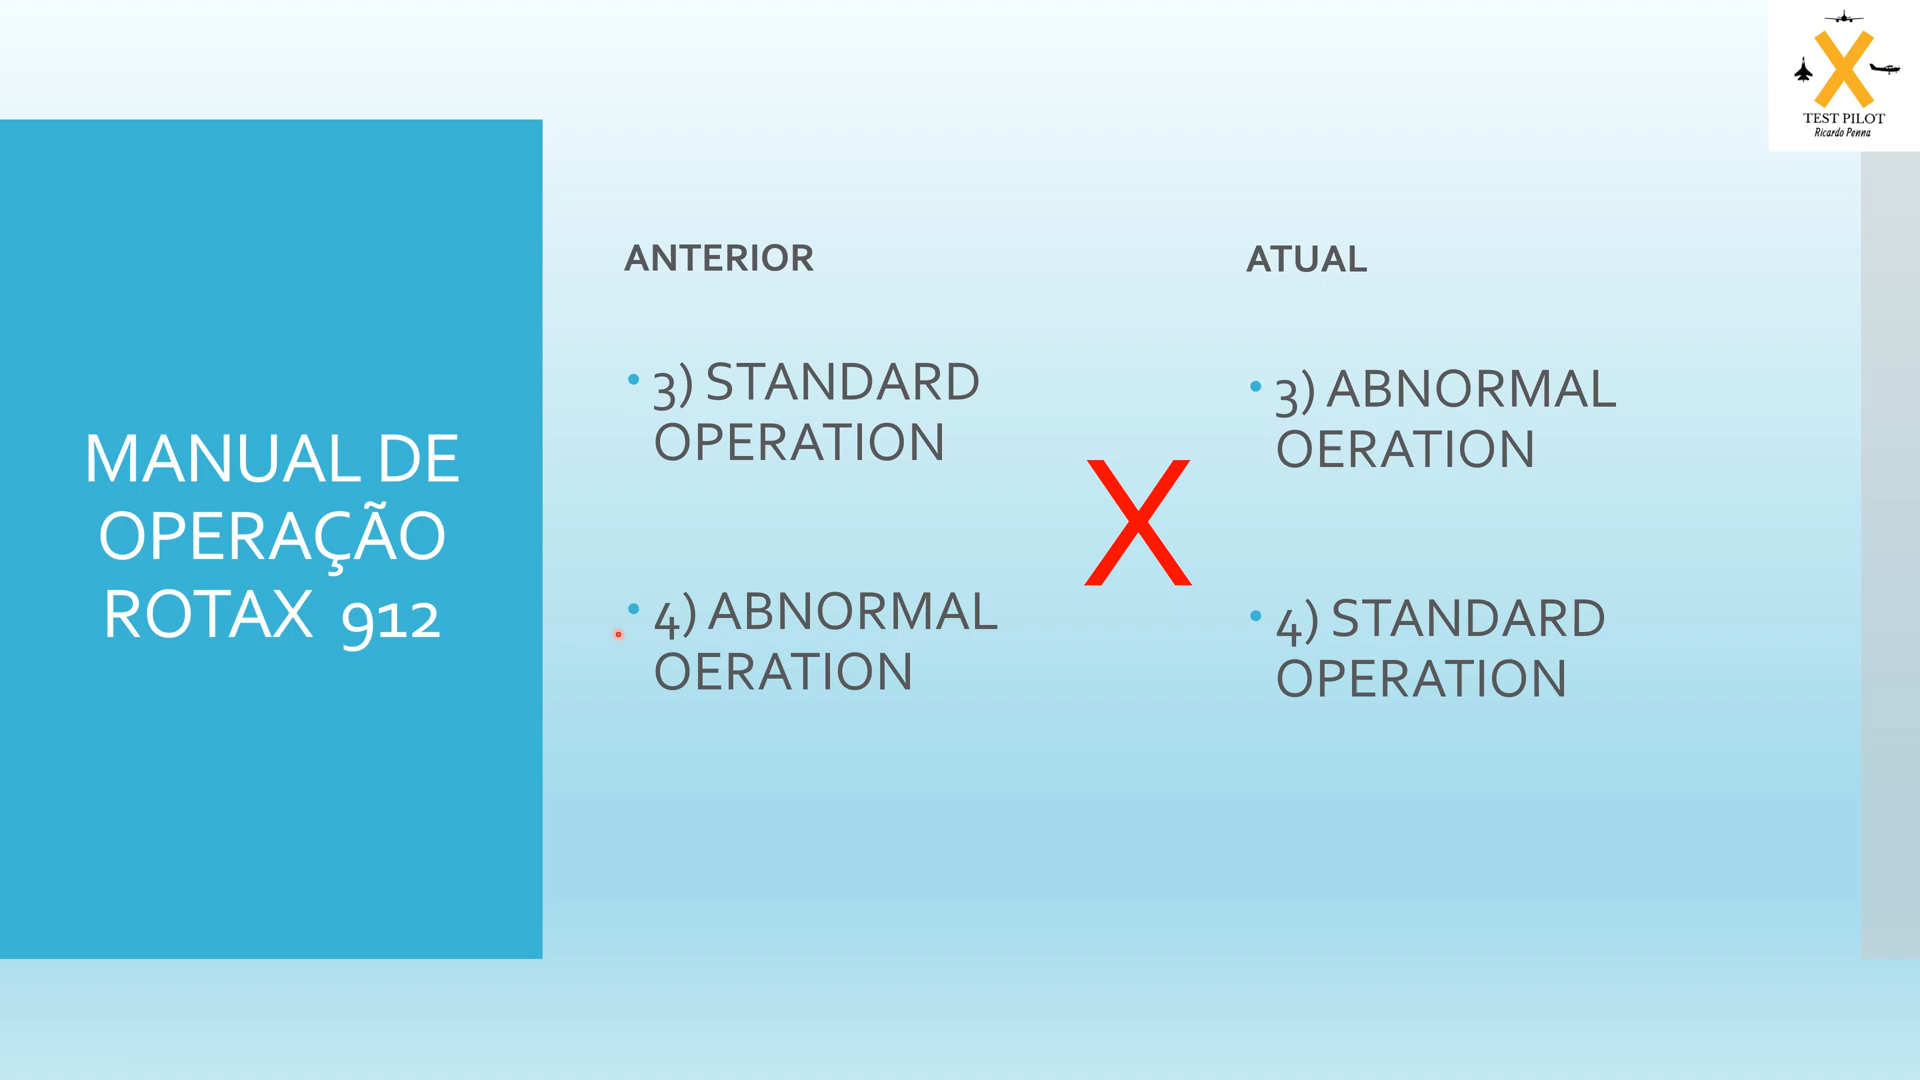 TEST PILOT
Ricardo Penna
MANUAL DE
OPERAÇÃO
ROTAX 912
ANTERIOR
3) STANDARD
OPERATION
4) ABNORMAL
OERATION
X
ATUAL
3) ABNORMAL
OERATION
4) STANDARD
OPERATION